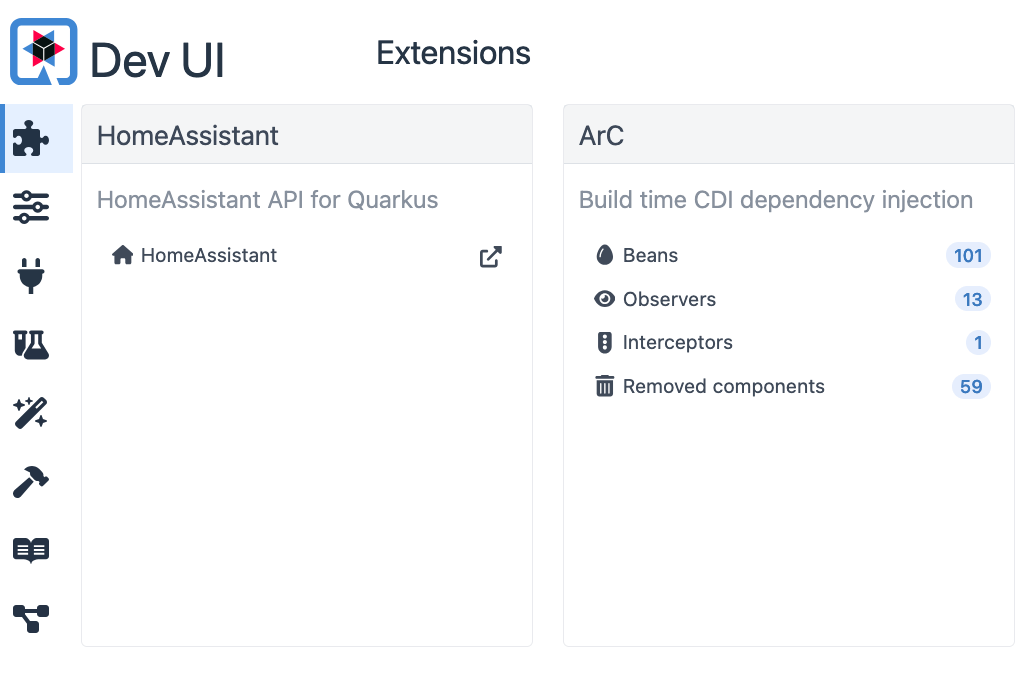 Dev UI
Extensions
HomeAssistant
HomeAssistant API for Quarkus
HomeAssistant
ArC
Build time CDI dependency injection
Beans 101
Observers 13
Interceptors 1
Removed components 59